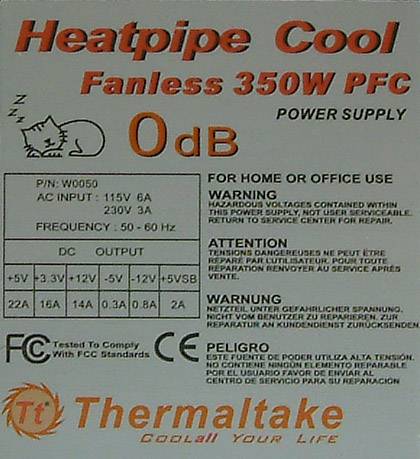 Heatpipe Cool
Fanless 350W PFC
POWER SUPPLY
z z z
0dB
P/N: W0050
AC INPUT : 115V 6A
230V 3A
FREQUENCY : 50 - 60 Hz
DC OUTPUT
+5V +3.3V +12V -5V -12V +5VSB
22A 16A 14A 0.3A 0.8A 2A
FC Tested To Comply
With FCC Standards
CE
FOR HOME OR OFFICE USE
WARNING
HAZARDOUS VOLTAGES CONTAINED WITHIN
THIS POWER SUPPLY, NOT USER SERVICEABLE.
RETURN TO SERVICE CENTER FOR REPAIR.
ATTENTION
TENSIONS DANGEREUSES NE PEUT ÊTRE
RÉPARÉ PAR L'UTILISATEUR. POUR TOUTE
RÉPARATION RENVOYER AU SERVICE APRÉS
VENTE.
WARNUNG
NETZTEIL UNTER GEFAHRLICHER SPANNUNG.
NICHT VOM BENUTZER ZU REPARIEREN. ZUR
REPARATUR AN KUNDENDIENST ZURÜCKSENDEN.
PELIGRO
ESTE FUENTE DE PODER UTILIZA ALTA TENSIÓN.
NO CONTIENE NINGÚN ELEMENTO REPARABLE
POR EL USUARIO FAVOR DE ENVIAR AL
CENTRO DE SERVICIO PARA SU REPARACIÓN
Tt Thermaltake
COOL all YOUR LIFE